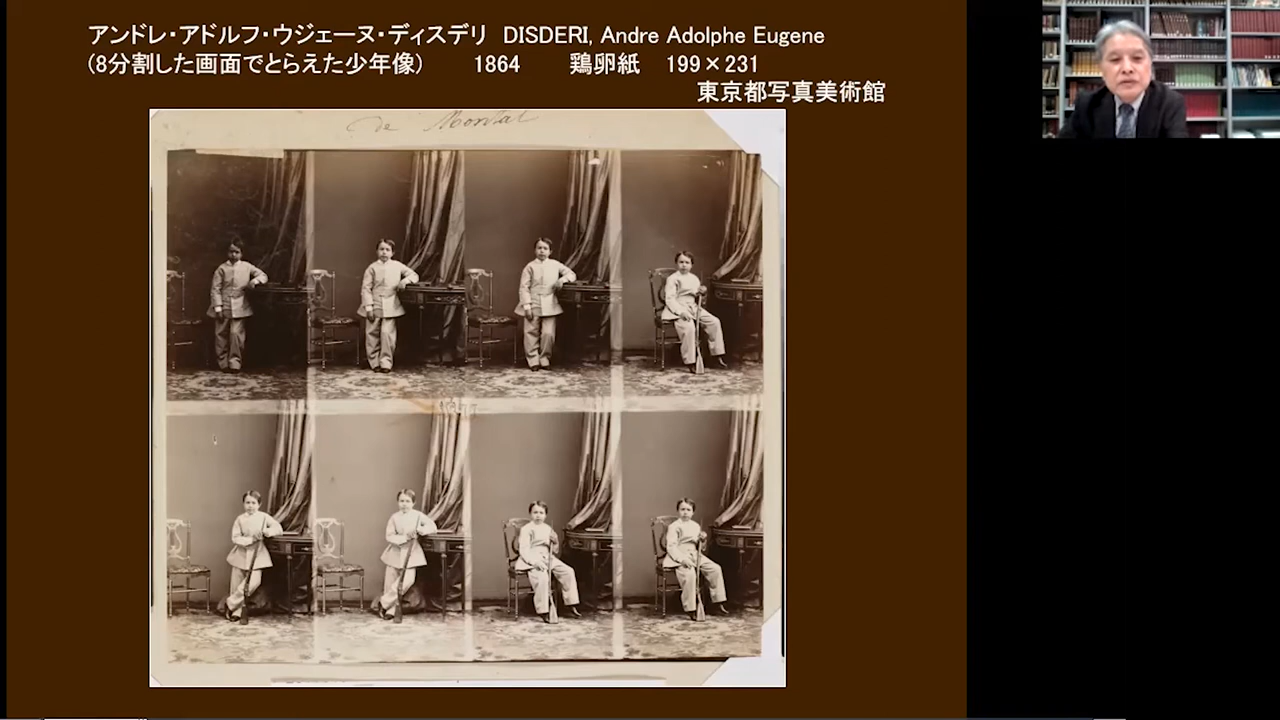 アンドレ・アドルフ・ウジェーヌ・ディスデリ DISDERI, Andre Adolphe Eugene
(8分割した画面でとらえた少年像) 1864 鶏卵紙 199×231
東京都写真美術館
de